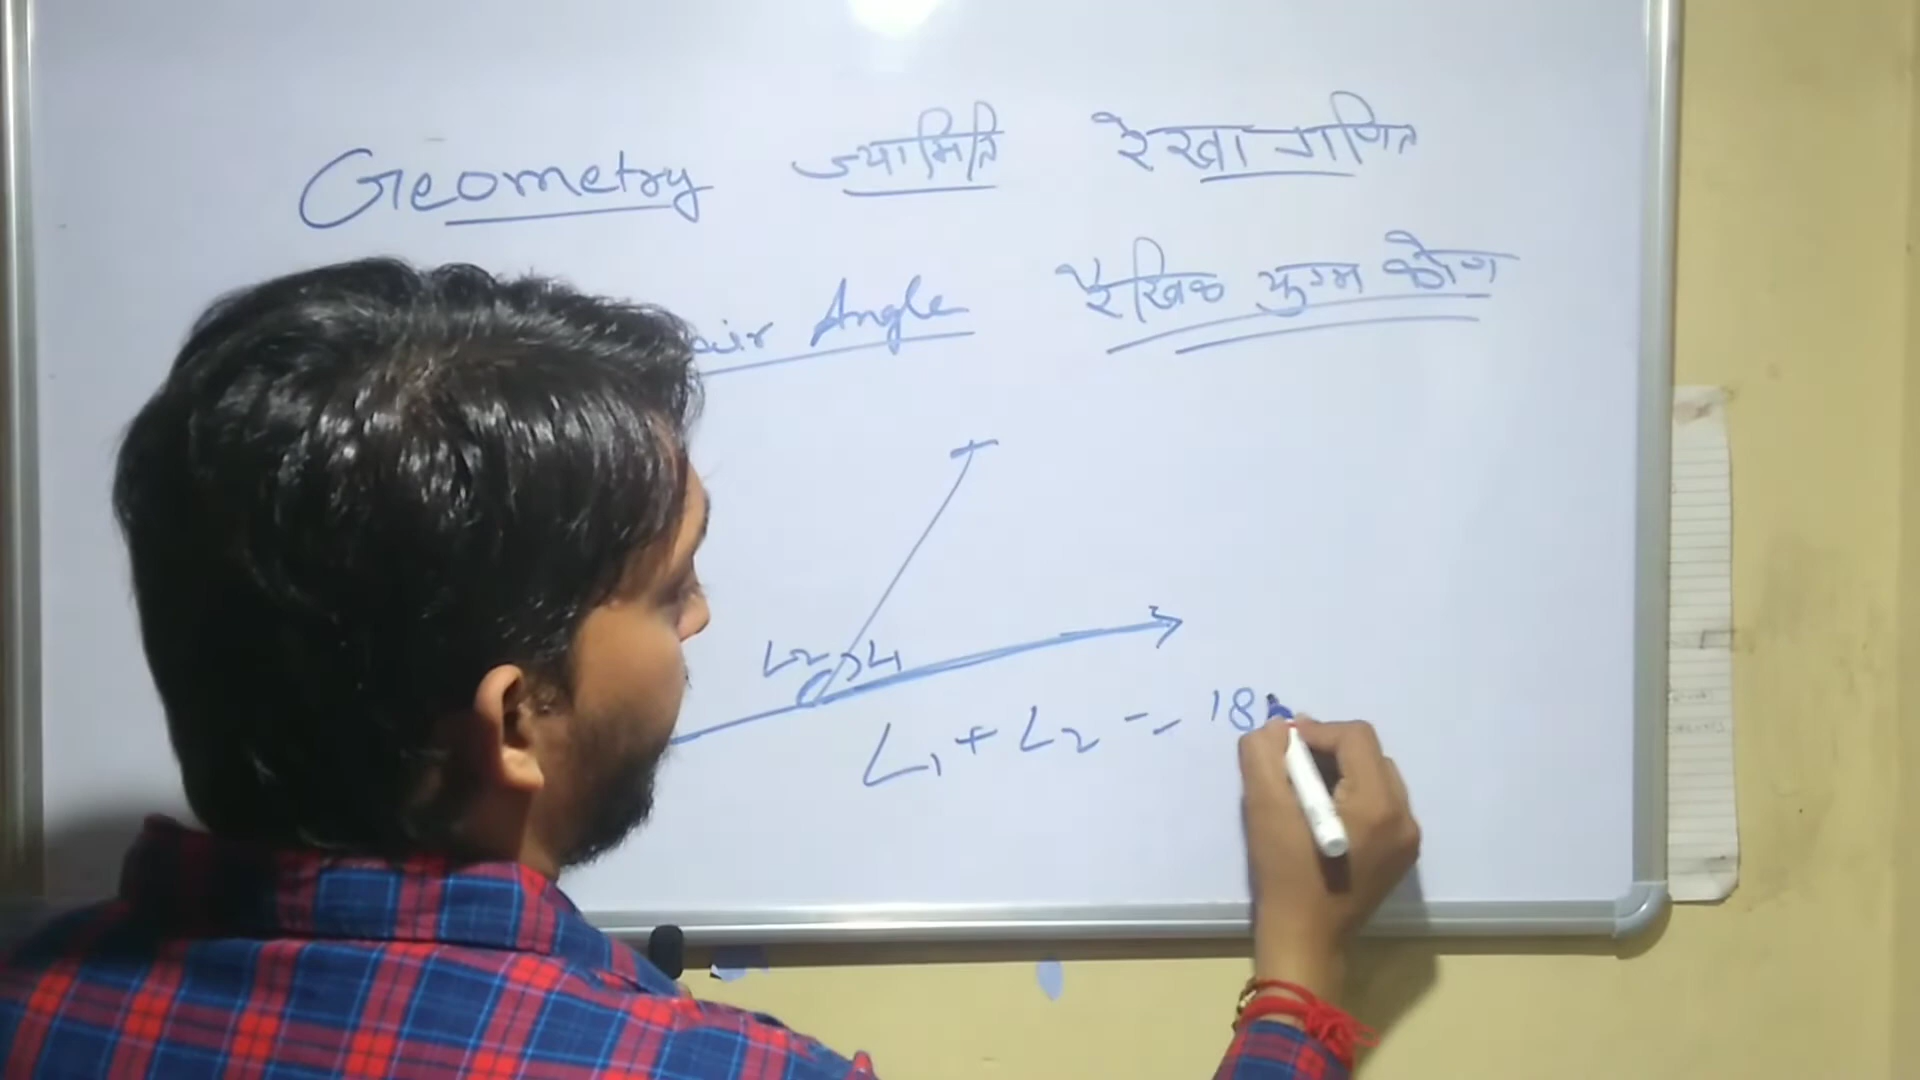 Geometry ज्यामिति रेखा गणित
Angle रैखिक युग्म कोण
∠2 ∠1
∠1 + ∠2 = 18